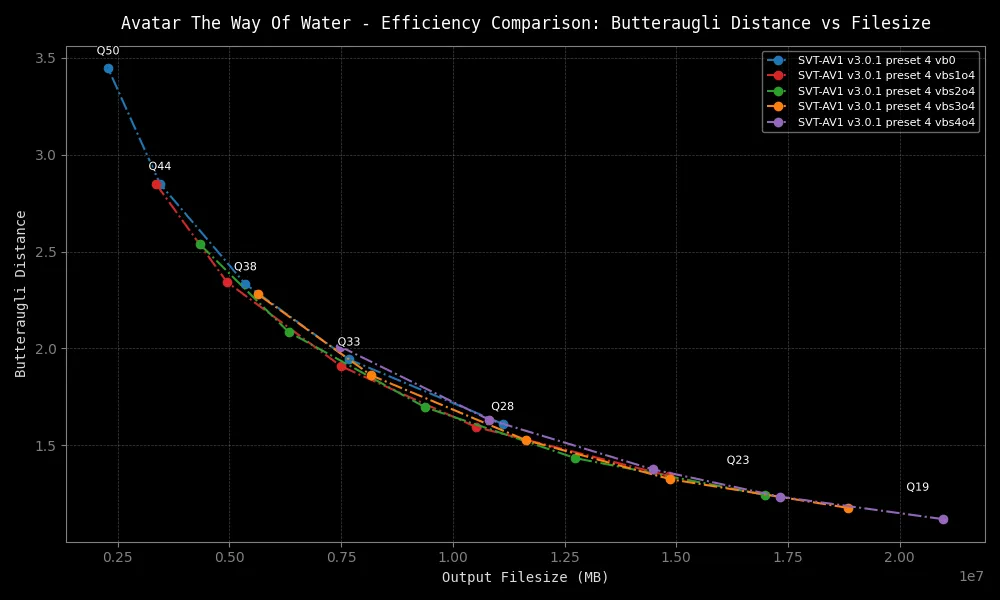 Avatar The Way Of Water - Efficiency Comparison: Butteraugli Distance vs Filesize
SVT-AV1 v3.0.1 preset 4 vb0
SVT-AV1 v3.0.1 preset 4 vbs1o4
SVT-AV1 v3.0.1 preset 4 vbs2o4
SVT-AV1 v3.0.1 preset 4 vbs3o4
SVT-AV1 v3.0.1 preset 4 vbs4o4
Q50
Q44
Q38
Q33
Q28
Q23
Q19
Butteraugli Distance
3.5
3.0
2.5
2.0
1.5
0.25
0.50
0.75
1.00
1.25
1.50
1.75
2.00
1e7
Output Filesize (MB)